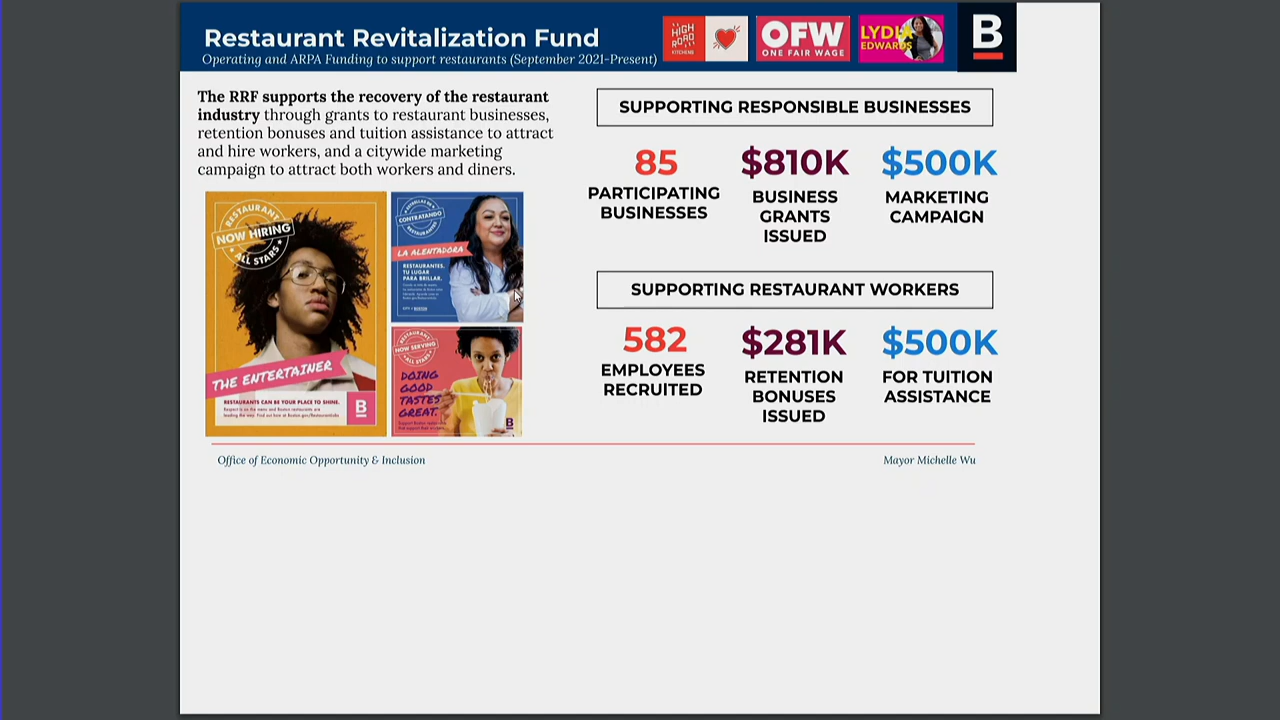 Restaurant Revitalization Fund
Operating and ARPA Funding to support restaurants (September 2021-Present)
HIGH
ROAD
KITCHENS
OFW
ONE FAIR WAGE
LYDIA
EDWARDS
B
The RRF supports the recovery of the restaurant
industry through grants to restaurant businesses,
retention bonuses and tuition assistance to attract
and hire workers, and a citywide marketing
campaign to attract both workers and diners.
RESTAURANT
NOW HIRING
ALL STARS
THE ENTERTAINER
RESTAURANTS CAN BE YOUR PLACE TO SHINE.
B
CONTRATANDO
RESTAURANTES
LA ALENTADORA
RESTAURANTES,
TU LUGAR
PARA BRILLAR.
RESTAURANT
NOW SERVING
ALL STARS
DOING
GOOD
TASTES
GREAT.
B
SUPPORTING RESPONSIBLE BUSINESSES
85
PARTICIPATING
BUSINESSES
$810K
BUSINESS
GRANTS
ISSUED
$500K
MARKETING
CAMPAIGN
SUPPORTING RESTAURANT WORKERS
582
EMPLOYEES
RECRUITED
$281K
RETENTION
BONUSES
ISSUED
$500K
FOR TUITION
ASSISTANCE
Office of Economic Opportunity & Inclusion
Mayor Michelle Wu